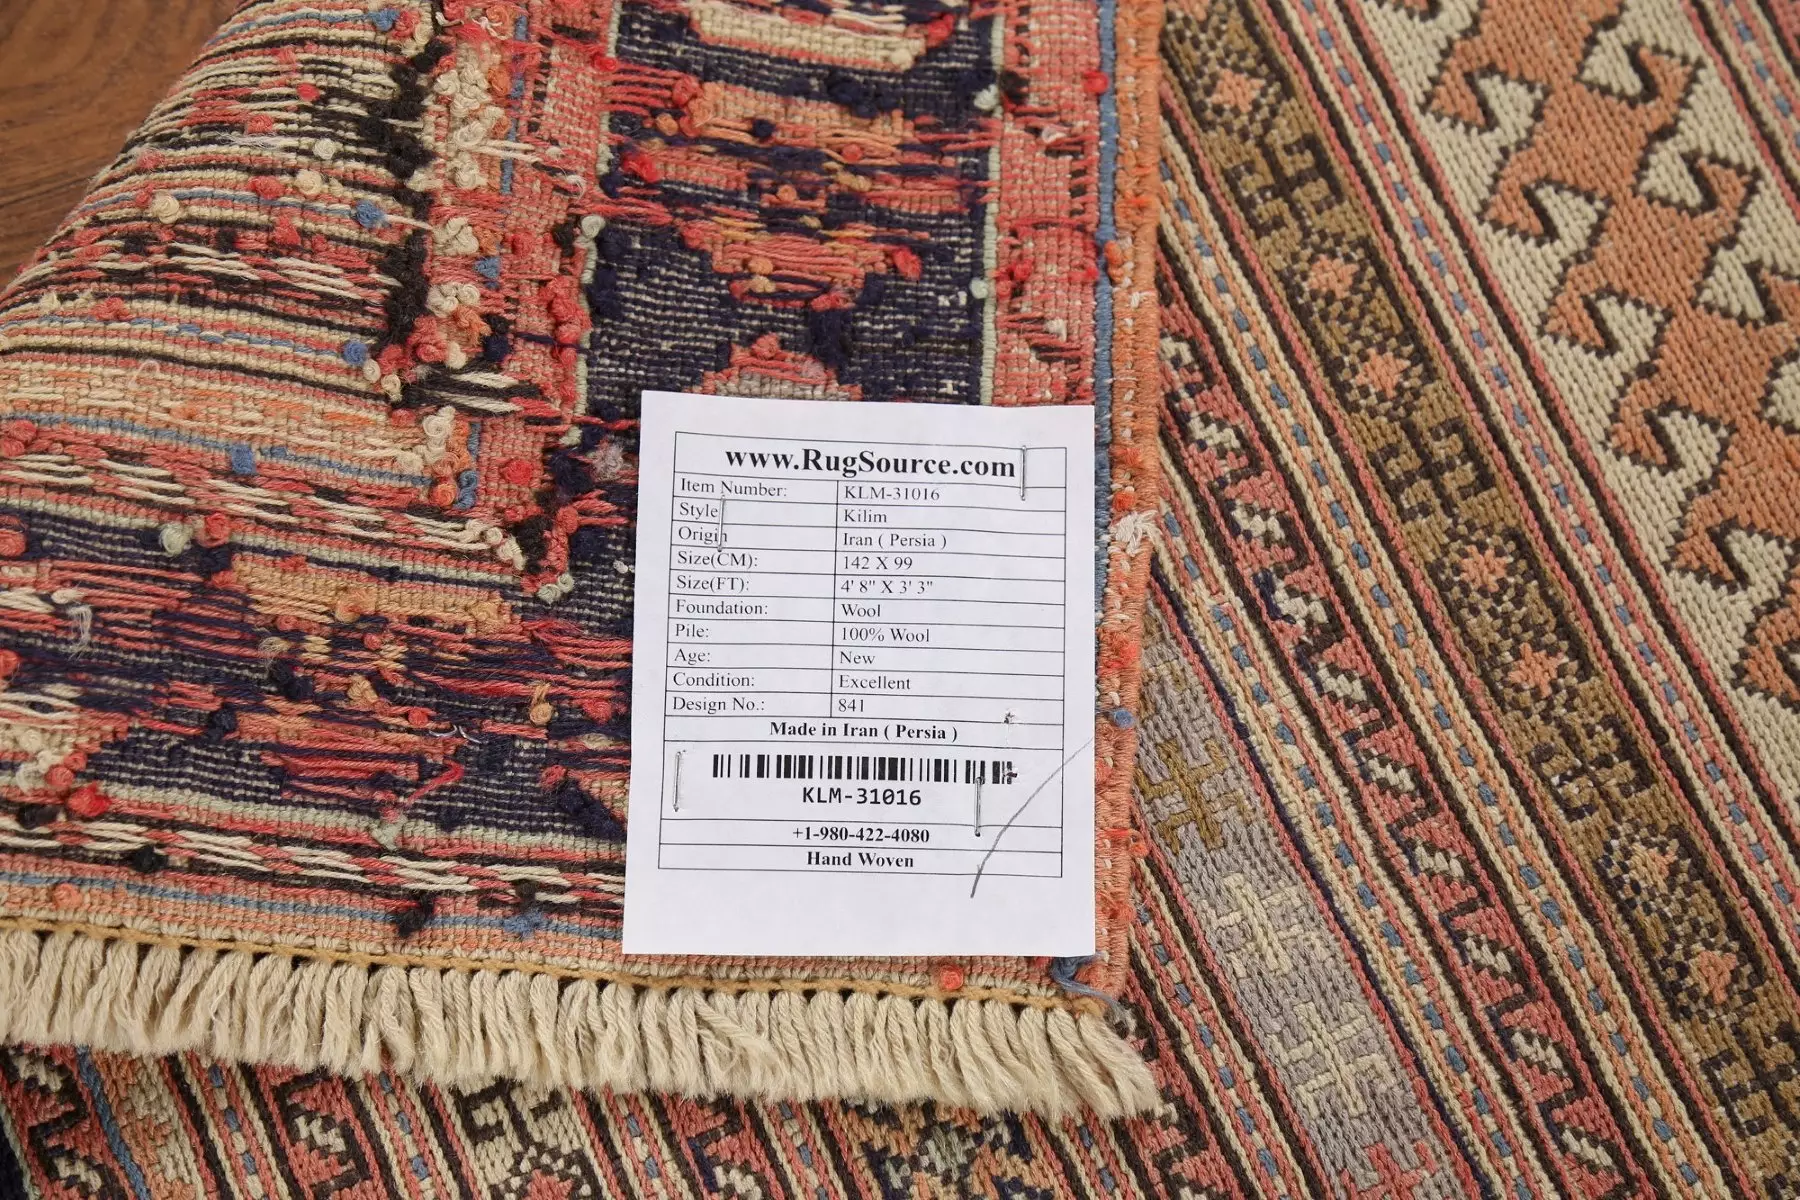 www.RugSource.com
Item Number: KLM-31016
Style Kilim
Origin Iran ( Persia )
Size(CM): 142 X 99
Size(FT): 4' 8" X 3' 3"
Foundation: Wool
Pile: 100% Wool
Age: New
Condition: Excellent
Design No.: 841
Made in Iran ( Persia )
KLM-31016
+1-980-422-4080
Hand Woven